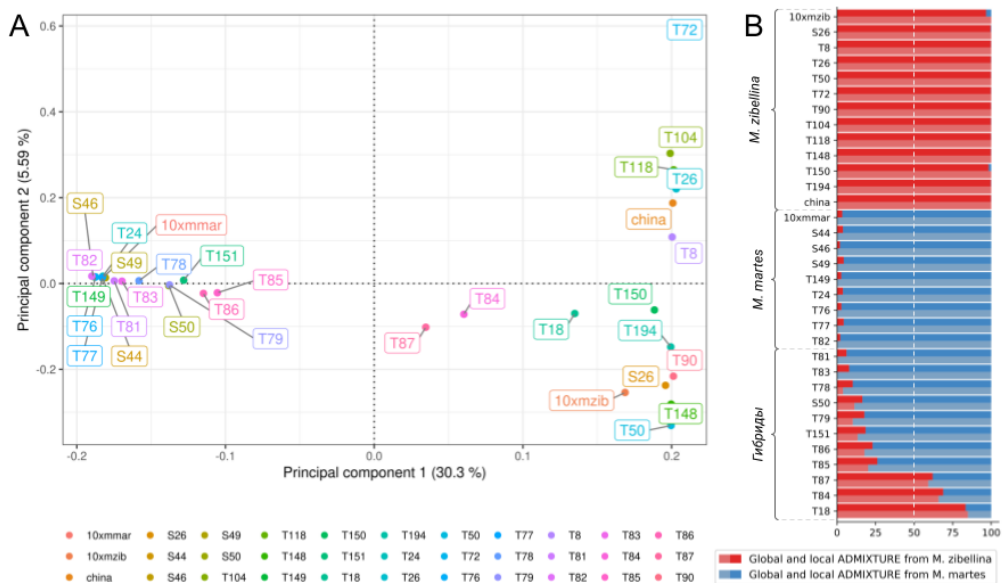 A
B
Principal component 2 (5.59 %)
0.6
0.4
0.2
0.0
-0.2
-0.2
-0.1
0.0
0.1
0.2
Principal component 1 (30.3 %)
T72
T104
T118
T26
china
T8
S46
T24
10xmmar
T82
S49
T78
T151
T85
T149
T83
T86
T84
T150
T76
T81
S50
T79
T87
T18
T194
T77
S44
T90
S26
10xmzib
T148
T50
10xmmar
S26
S49
T118
T150
T194
T50
T77
T8
T83
T86
10xmzib
S44
S50
T148
T151
T24
T72
T78
T81
T84
T87
china
S46
T104
T149
T18
T26
T76
T79
T82
T85
T90
M. zibellina
10xmzib
S26
T8
T26
T50
T72
T90
T104
T118
T148
T150
T194
china
M. martes
10xmmar
S44
S46
S49
T149
T24
T76
T77
T82
Гибриды
T81
T83
T78
S50
T79
T151
T86
T85
T87
T84
T18
0
25
50
75
100
Global and local ADMIXTURE from M. zibellina
Global and local ADMIXTURE from M. martes